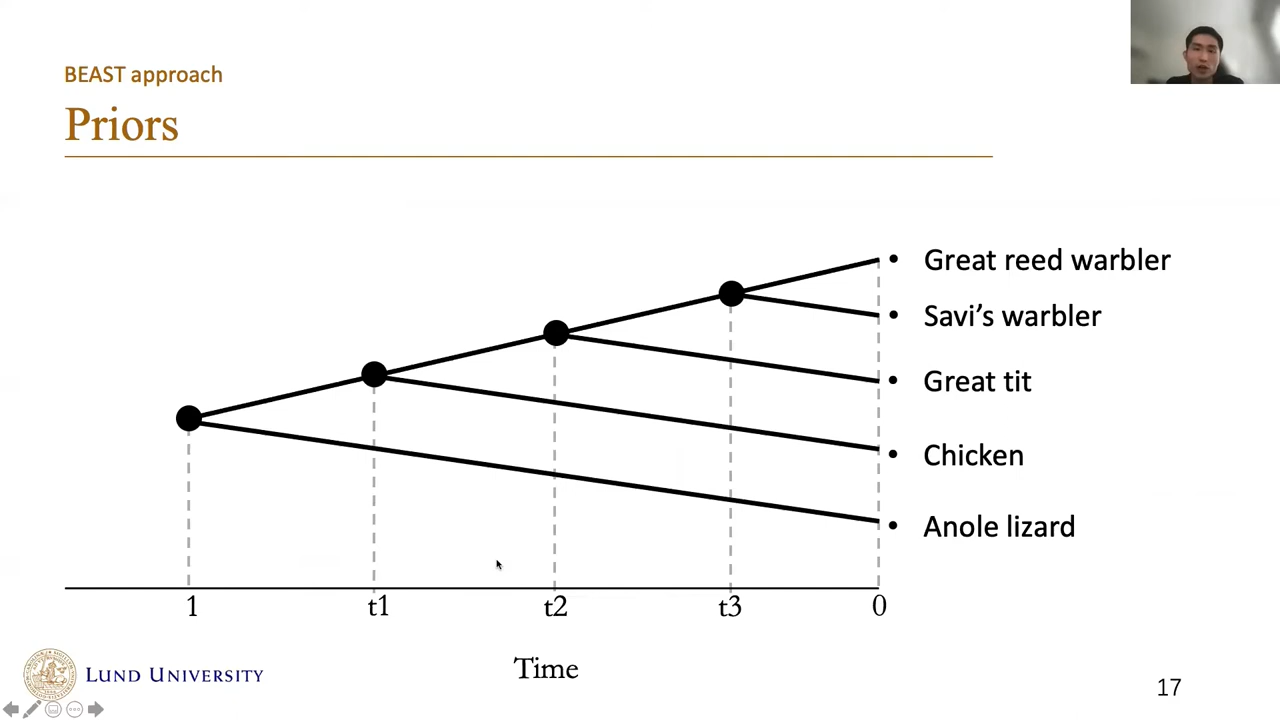 BEAST approach
Priors
• Great reed warbler
• Savi's warbler
• Great tit
• Chicken
• Anole lizard
1 t1 t2 t3 0
Time
LUND UNIVERSITY
17